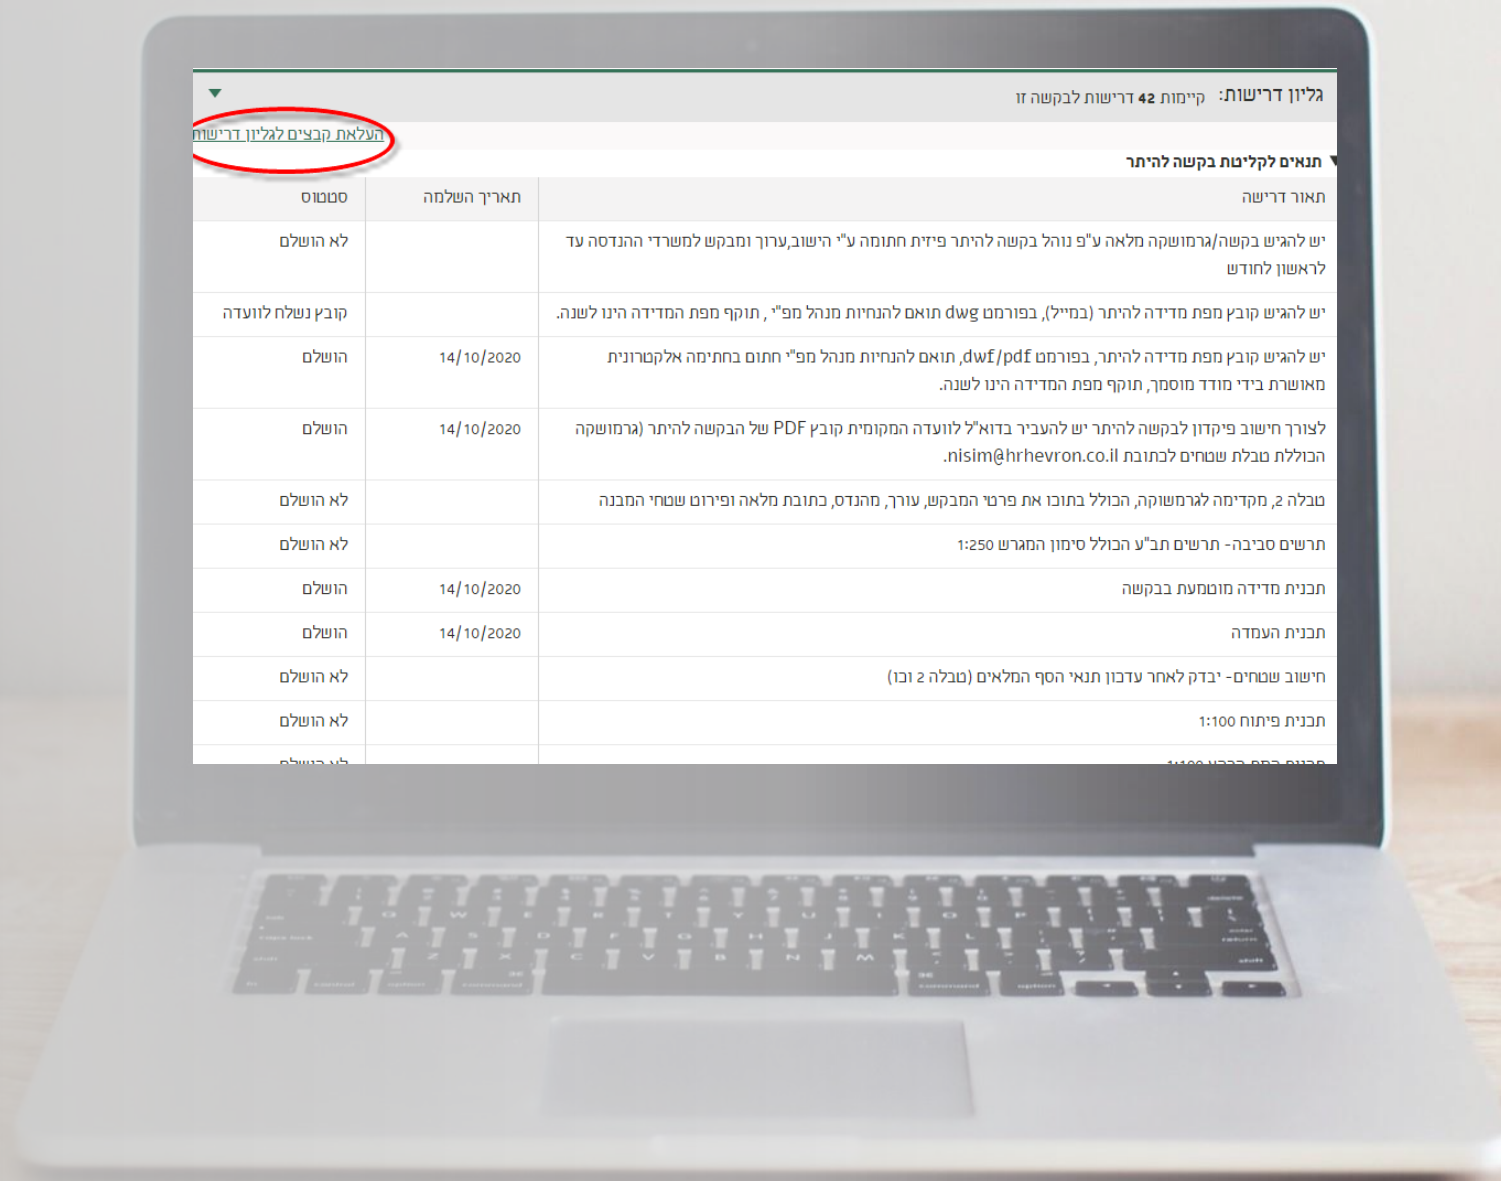 גליון דרישות: קיימות 42 דרישות לבקשה זו
העלאת קבצים לגליון דרישות
תנאים לקליטת בקשה להיתר
תאור דרישה תאריך השלמה סטטוס
יש להגיש בקשה/גרמושקה מלאה ע"פ נוהל בקשה להיתר פיזית חתומה ע"י הישוב,ערוך ומבקש למשרדי ההנדסה עד לא הושלם
לראשון לחודש
יש להגיש קובץ מפת מדידה להיתר (במייל), בפורמט dwg תואם להנחיות מנהל מפ"י , תוקף מפת המדידה הינו לשנה. קובץ נשלח לוועדה
יש להגיש קובץ מפת מדידה להיתר, בפורמט dwf/pdf, תואם להנחיות מנהל מפ"י חתום בחתימה אלקטרונית 14/10/2020 הושלם
מאושרת בידי מודד מוסמך, תוקף מפת המדידה הינו לשנה.
לצורך חישוב פיקדון לבקשה להיתר יש להעביר בדוא"ל לוועדה המקומית קובץ PDF של הבקשה להיתר (גרמושקה 14/10/2020 הושלם
הכוללת טבלת שטחים לכתובת nisim@hrhevron.co.il.
טבלה 2, מקדימה לגרמשוקה, הכולל בתוכו את פרטי המבקש, עורך, מהנדס, כתובת מלאה ופירוט שטחי המבנה לא הושלם
תרשים סביבה- תרשים תב"ע הכולל סימון המגרש 1:250 לא הושלם
תכנית מדידה מוטמעת בבקשה 14/10/2020 הושלם
תכנית העמדה 14/10/2020 הושלם
חישוב שטחים- יבדק לאחר עדכון תנאי הסף המלאים (טבלה 2 וכו) לא הושלם
תכנית פיתוח 1:100 לא הושלם